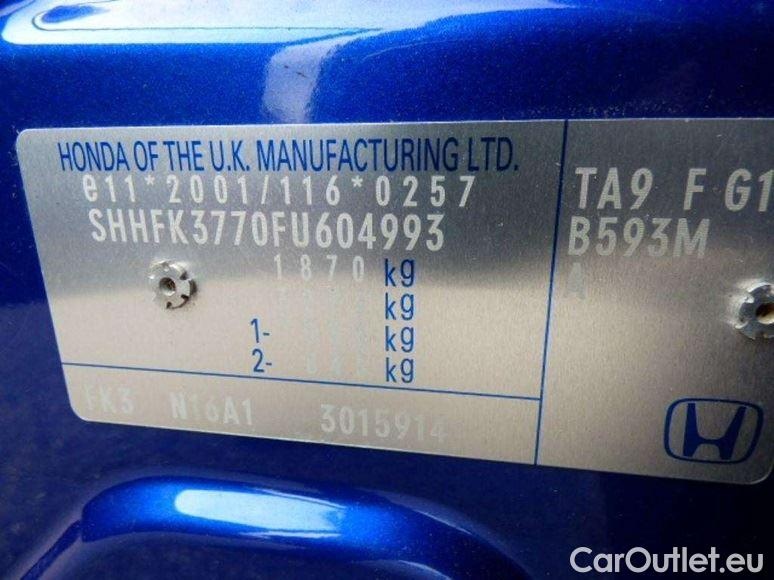 HONDA OF THE U.K. MANUFACTURING LTD.
e11*2001/116*0257
SHHFK3770FU604993
1870 kg
kg
1- kg
2- kg
FK3 N16A1 3015914
TA9 F G1
B593M
A
CarOutlet.eu